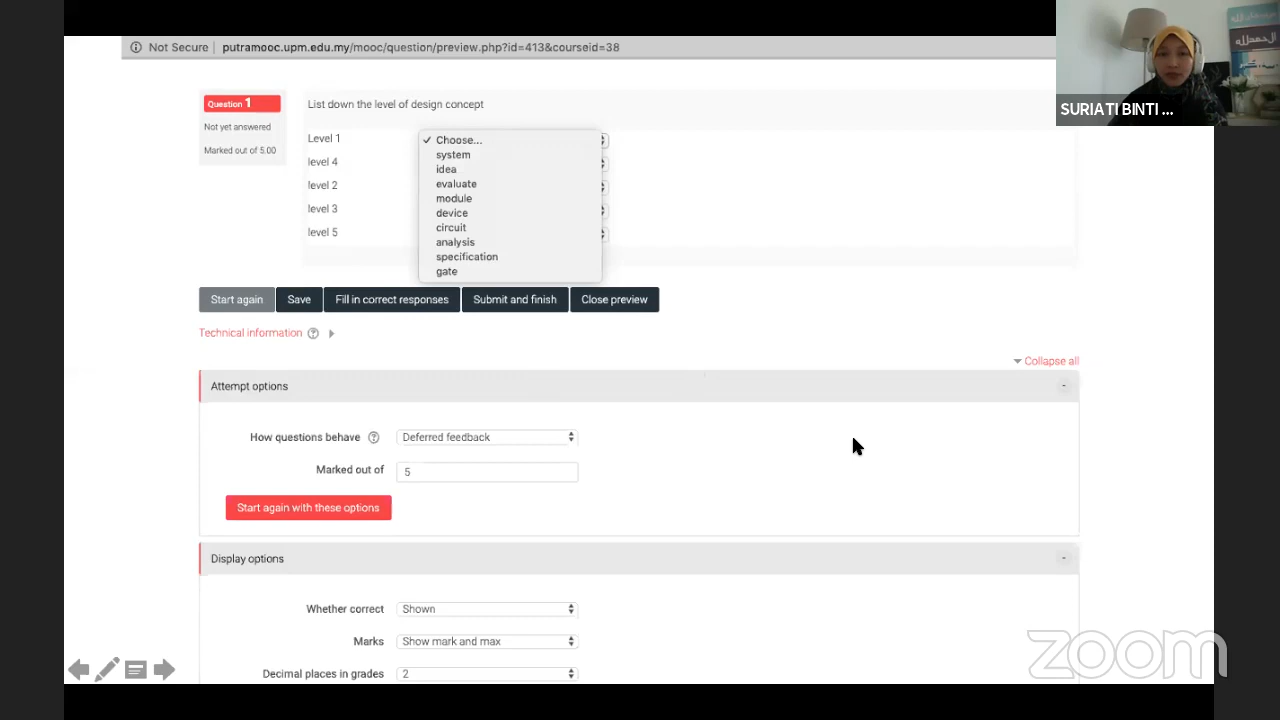 Not Secure putramooc.upm.edu.my/mooc/question/preview.php?id=413&courseid=38
SURIATI BINTI ...
Question 1
Not yet answered
Marked out of 5.00
List down the level of design concept
Level 1
level 4
level 2
level 3
level 5
✓ Choose...
system
idea
evaluate
module
device
circuit
analysis
specification
gate
Start again Save Fill in correct responses Submit and finish Close preview
Technical information
Collapse all
Attempt options
How questions behave Deferred feedback
Marked out of 5
Start again with these options
Display options
Whether correct Shown
Marks Show mark and max
Decimal places in grades 2
zoom